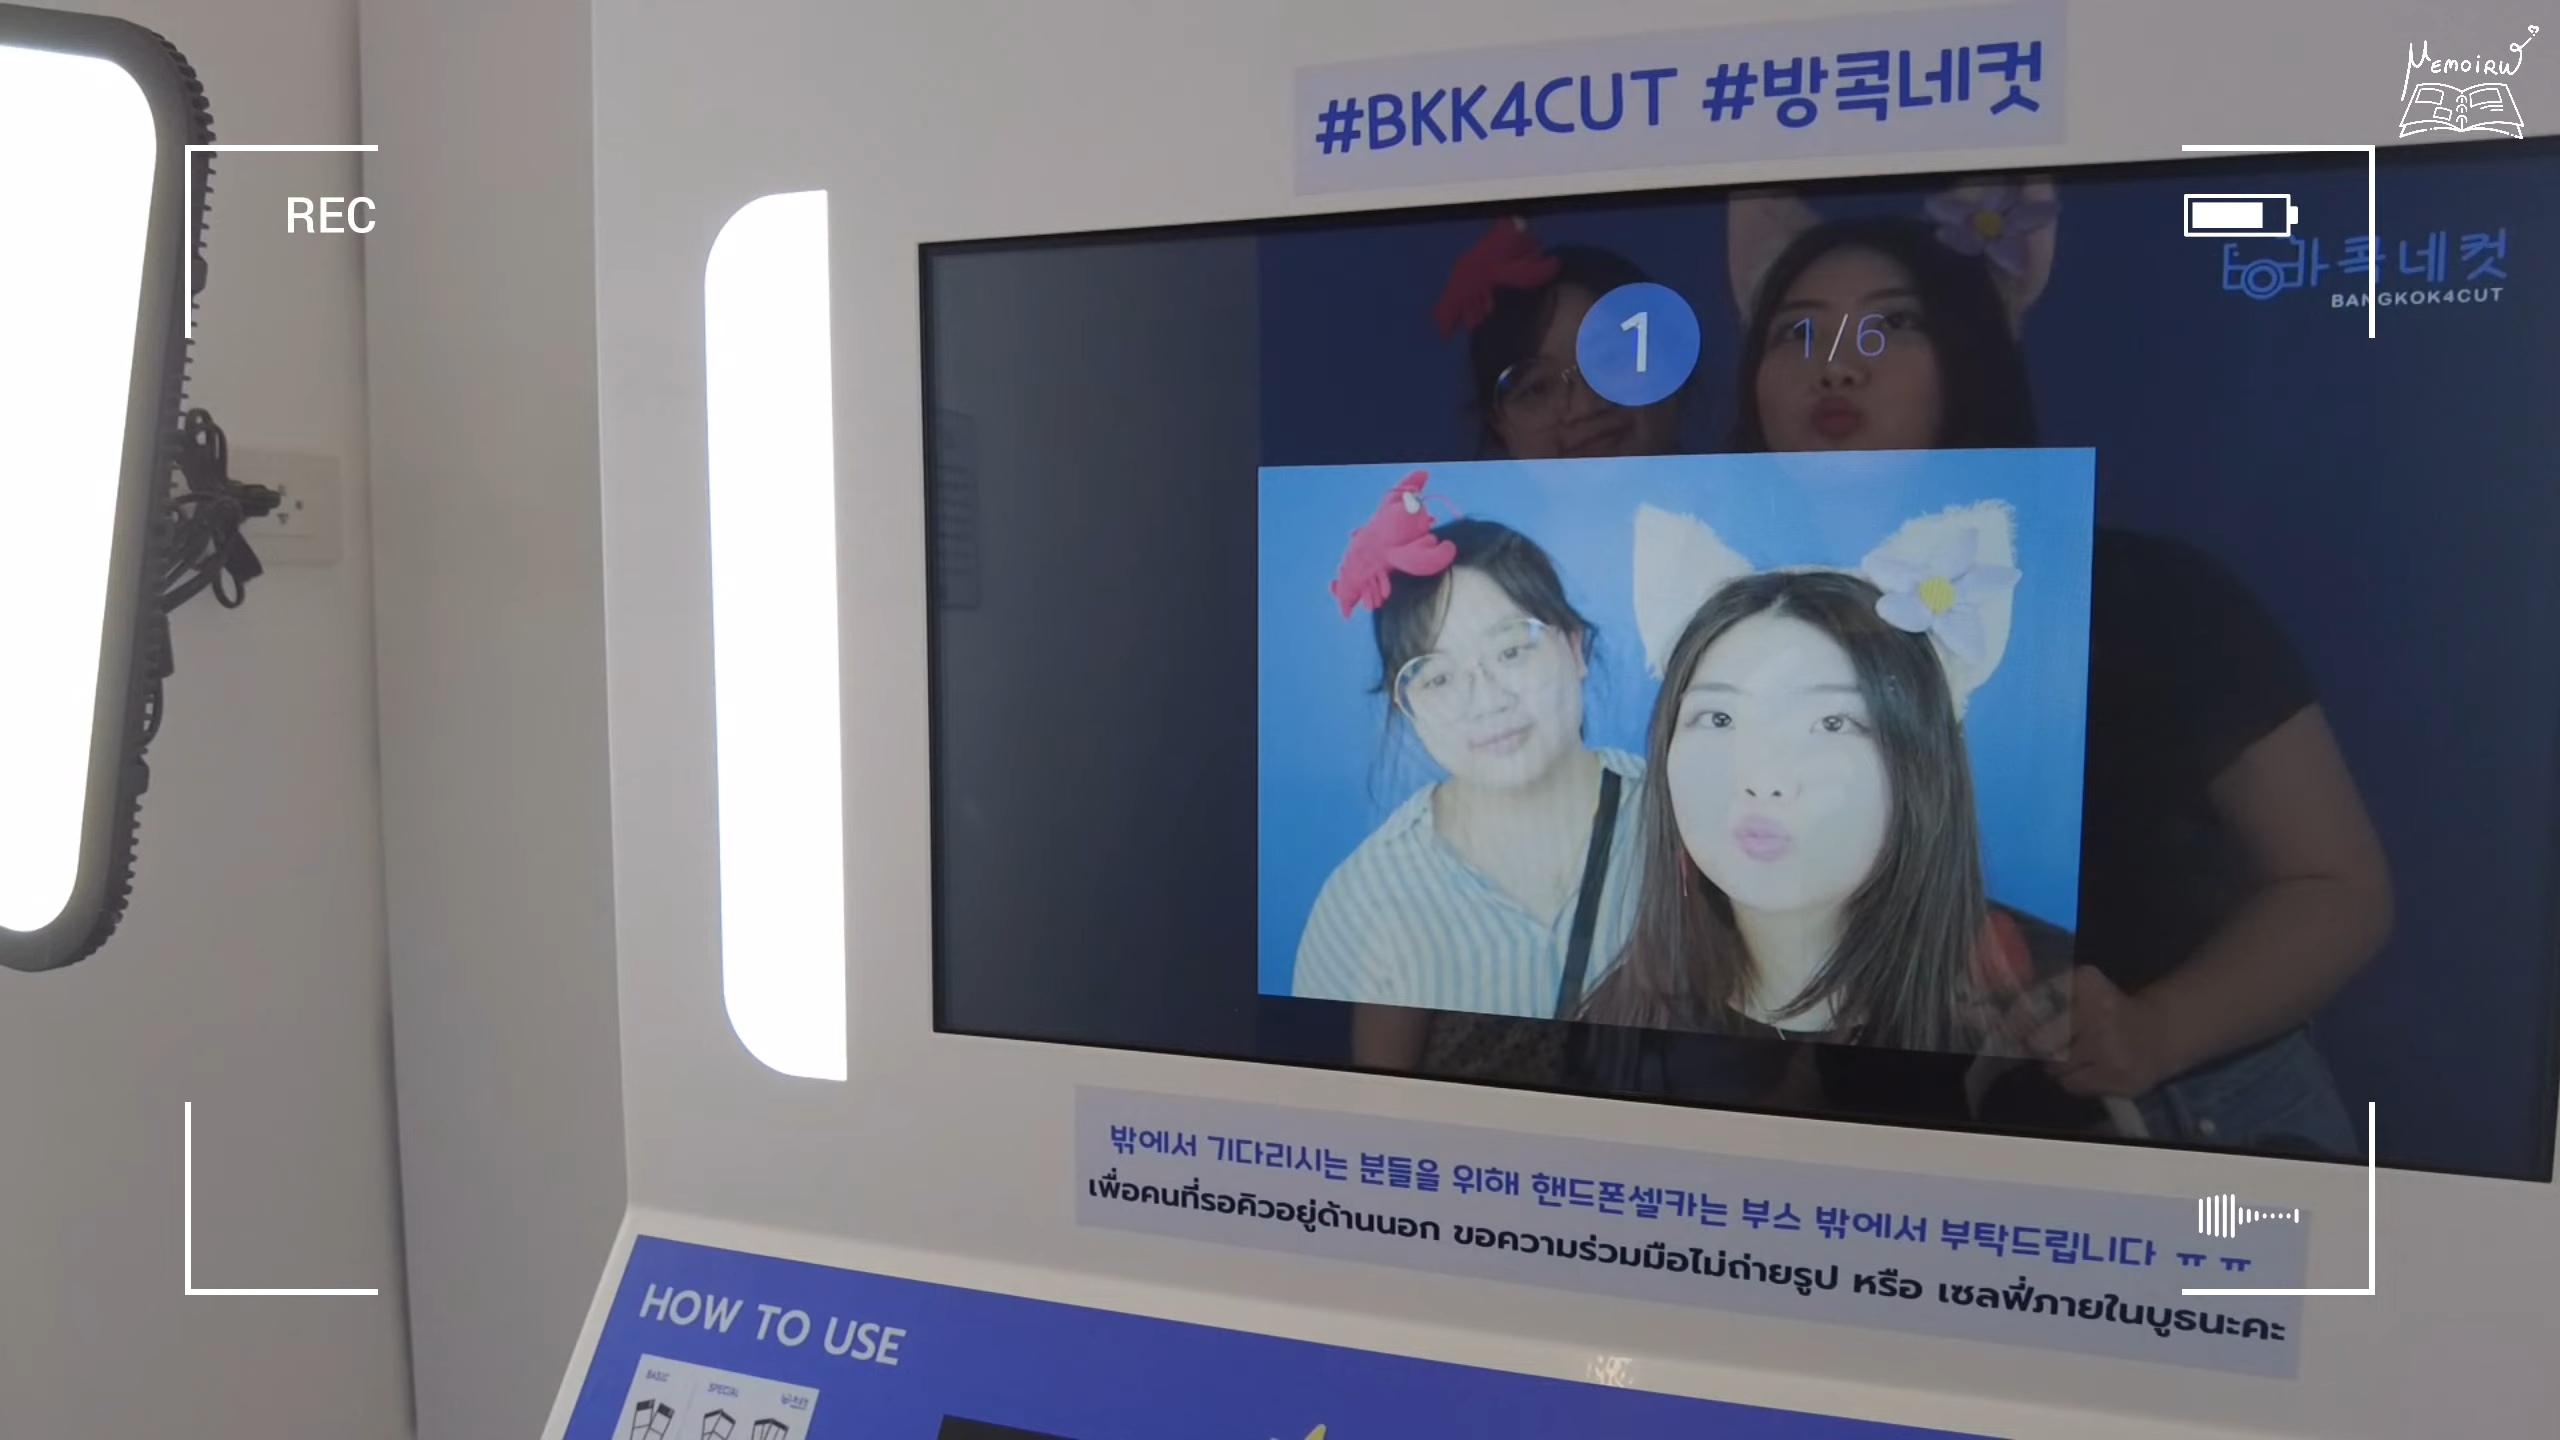 MEMOIRW
#BKK4CUT #방콕네컷
REC
콕네컷
BANGKOK4CUT
1
1/6
밖에서 기다리시는 분들을 위해 핸드폰셀카는 부스 밖에서 부탁드립니다 ㅠㅠ
เพื่อคนที่รอคิวอยู่ด้านนอก ขอความร่วมมือไม่ถ่ายรูป หรือ เซลฟี่ภายในบูธนะคะ
HOW TO USE
BASIC
SPECIAL